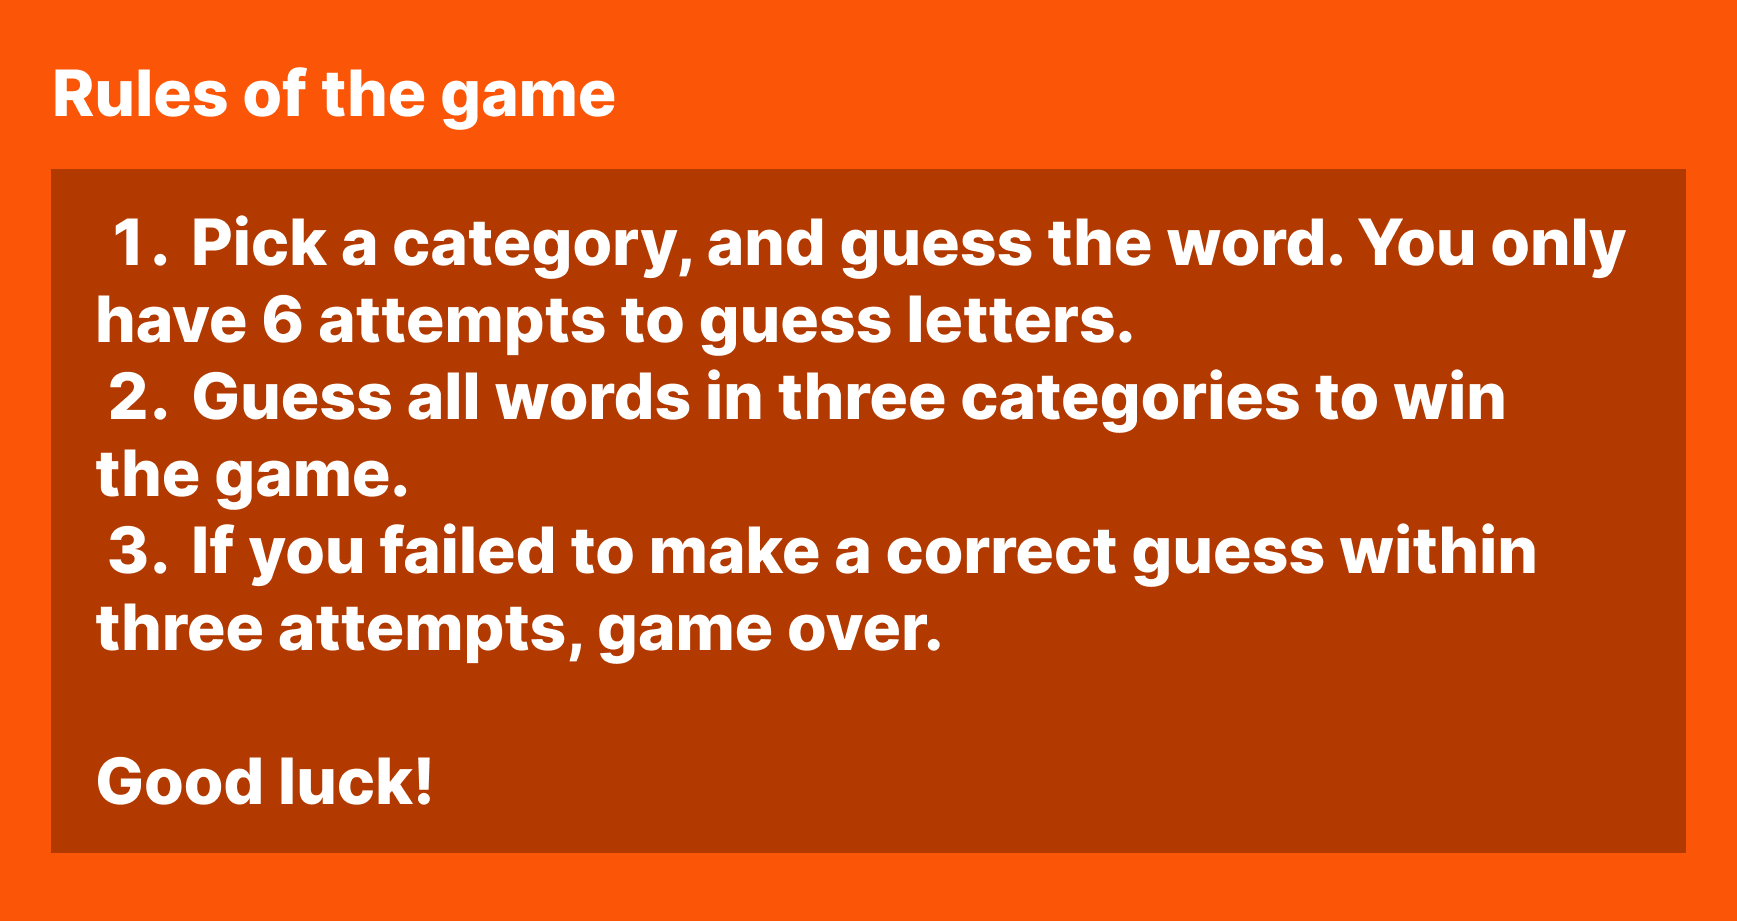 Rules of the game
1. Pick a category, and guess the word. You only
have 6 attempts to guess letters.
2. Guess all words in three categories to win
the game.
3. If you failed to make a correct guess within
three attempts, game over.
Good luck!